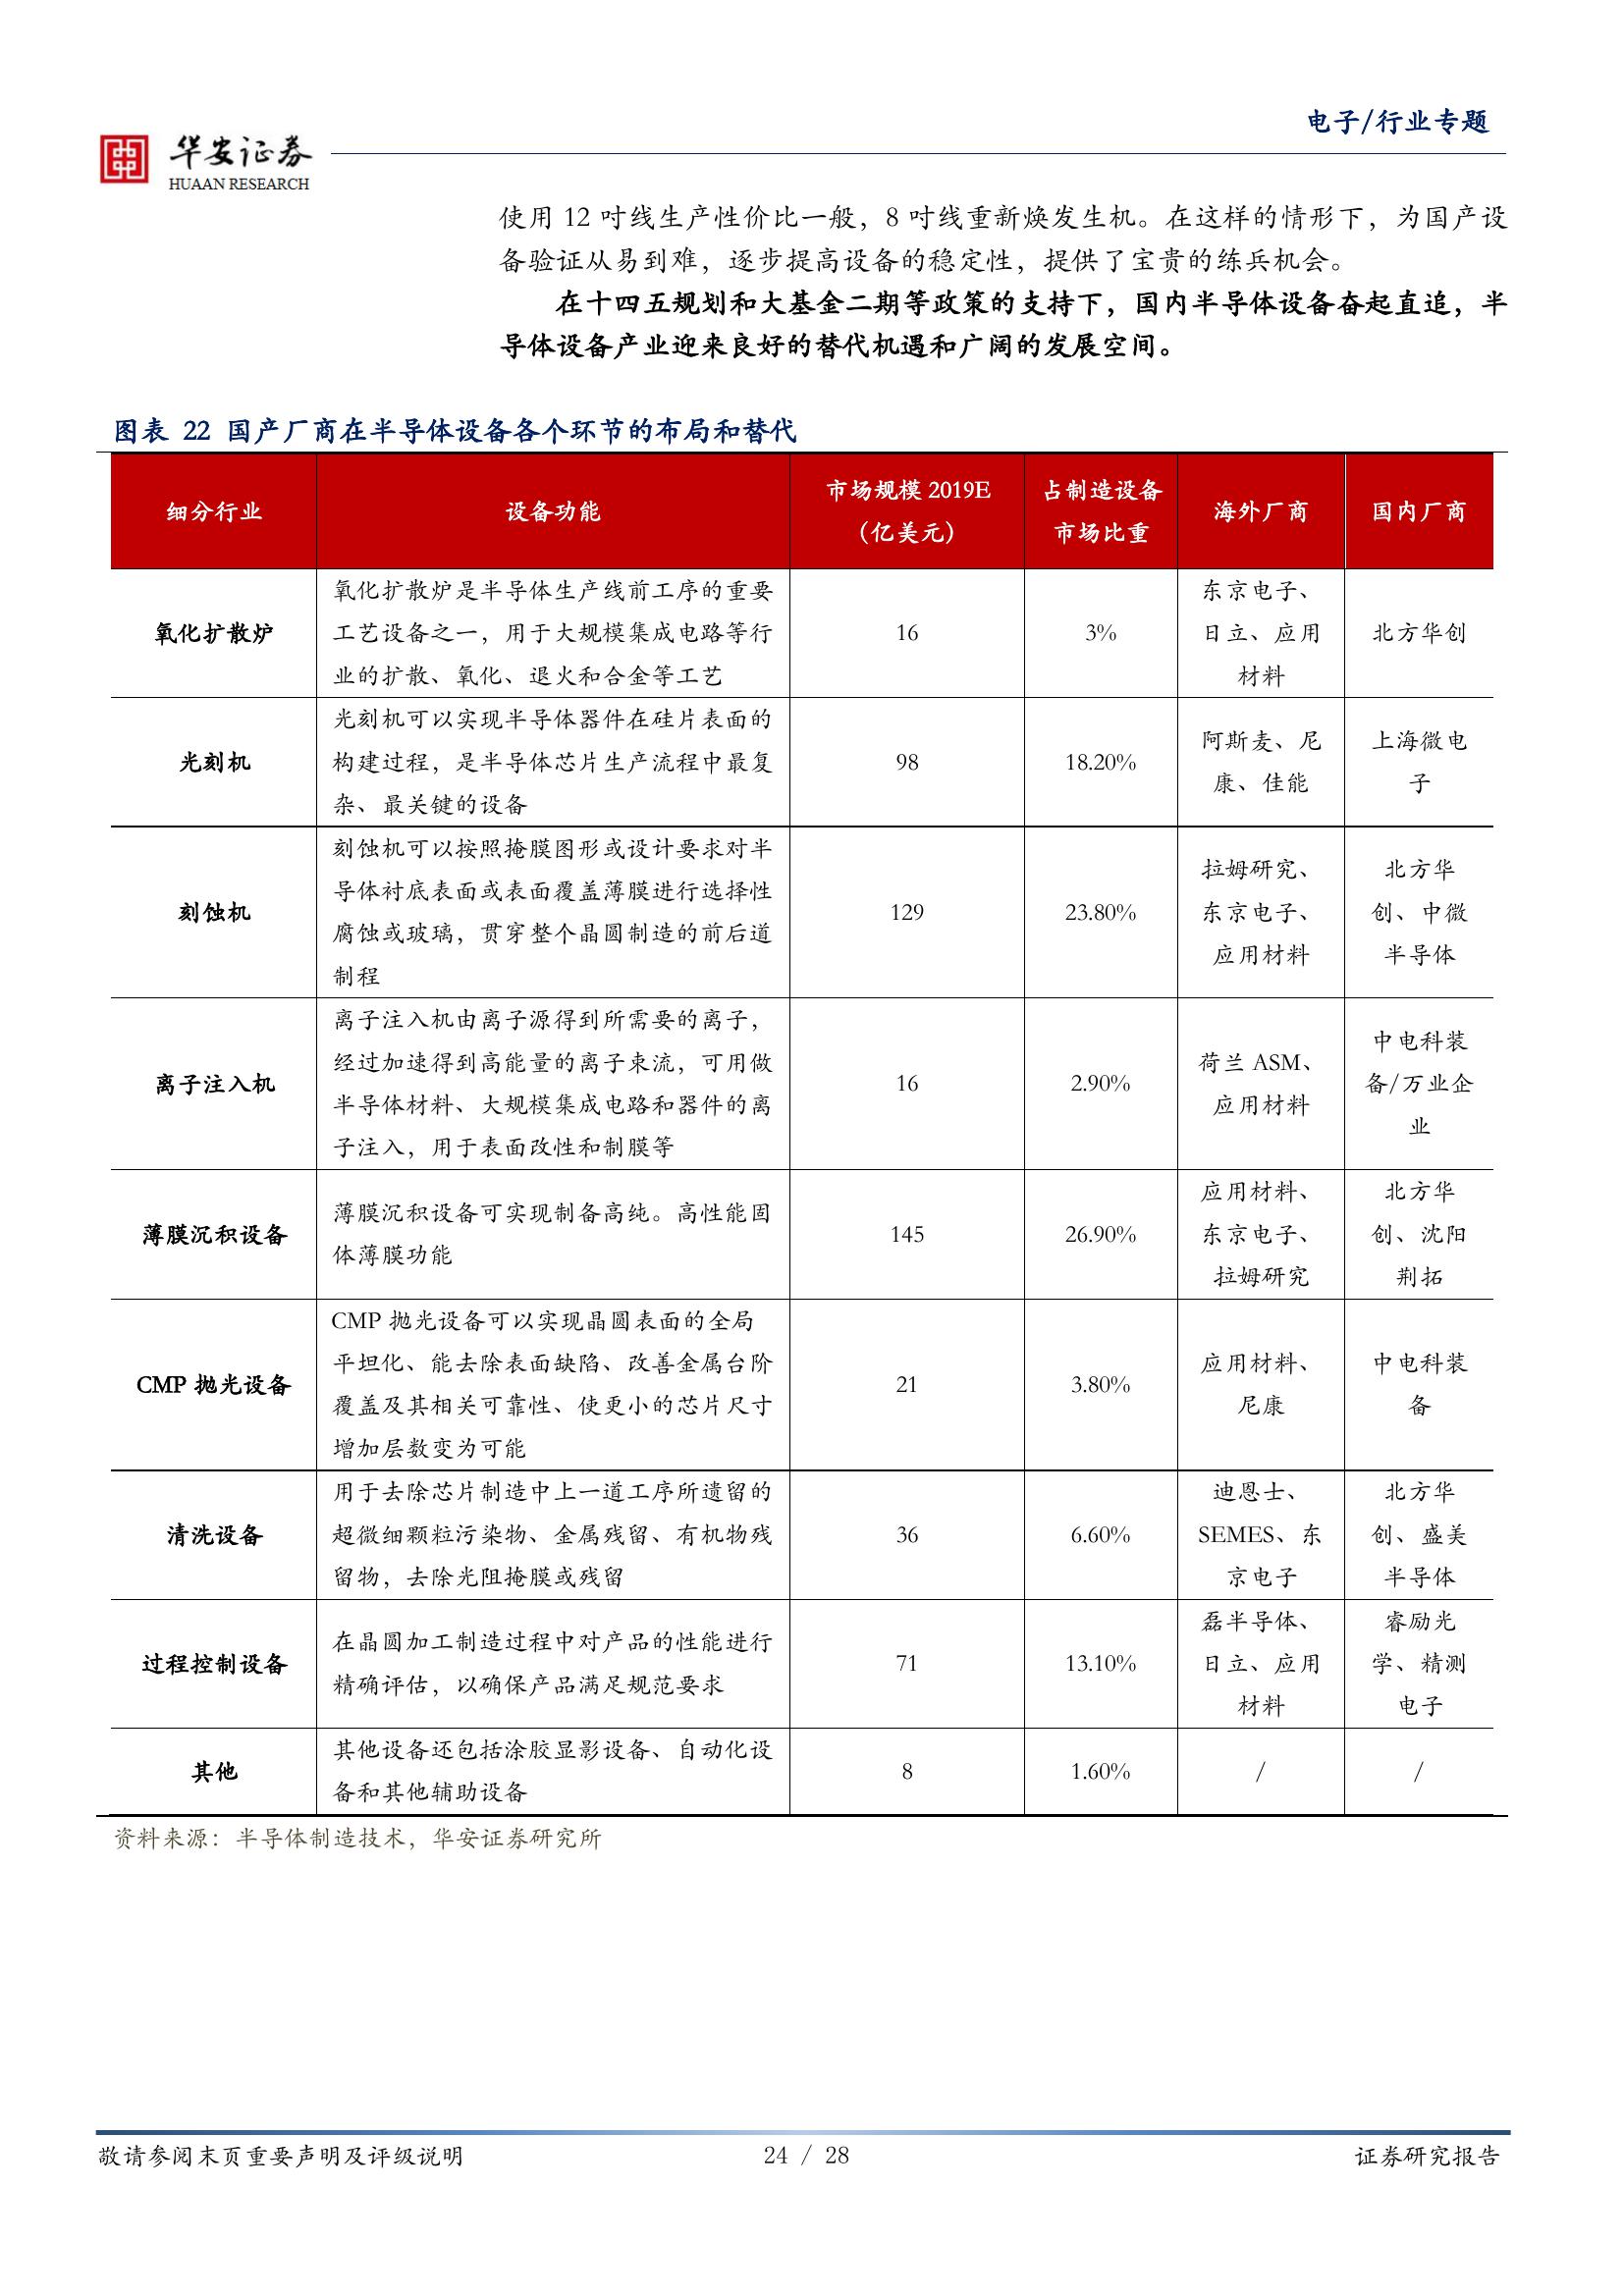 电子/行业专题
华安证券
HUAAN RESEARCH
使用 12 吋线生产性价比一般，8 吋线重新焕发生机。在这样的情形下，为国产设
备验证从易到难，逐步提高设备的稳定性，提供了宝贵的练兵机会。
在十四五规划和大基金二期等政策的支持下，国内半导体设备奋起直追，半
导体设备产业迎来良好的替代机遇和广阔的发展空间。
图表 22 国产厂商在半导体设备各个环节的布局和替代
细分行业
设备功能
市场规模 2019E
（亿美元）
占制造设备
市场比重
海外厂商
国内厂商
氧化扩散炉
氧化扩散炉是半导体生产线前工序的重要
工艺设备之一，用于大规模集成电路等行
业的扩散、氧化、退火和合金等工艺
16
3%
东京电子、
日立、应用
材料
北方华创
光刻机
光刻机可以实现半导体器件在硅片表面的
构建过程，是半导体芯片生产流程中最复
杂、最关键的设备
98
18.20%
阿斯麦、尼
康、佳能
上海微电
子
刻蚀机
刻蚀机可以按照掩膜图形或设计要求对半
导体衬底表面或表面覆盖薄膜进行选择性
腐蚀或玻璃，贯穿整个晶圆制造的前后道
制程
129
23.80%
拉姆研究、
东京电子、
应用材料
北方华
创、中微
半导体
离子注入机
离子注入机由离子源得到所需要的离子，
经过加速得到高能量的离子束流，可用做
半导体材料、大规模集成电路和器件的离
子注入，用于表面改性和制膜等
16
2.90%
荷兰 ASM、
应用材料
中电科装
备/万业企
业
薄膜沉积设备
薄膜沉积设备可实现制备高纯。高性能固
体薄膜功能
145
26.90%
应用材料、
东京电子、
拉姆研究
北方华
创、沈阳
荆拓
CMP 抛光设备
CMP 抛光设备可以实现晶圆表面的全局
平坦化、能去除表面缺陷、改善金属台阶
覆盖及其相关可靠性、使更小的芯片尺寸
增加层数变为可能
21
3.80%
应用材料、
尼康
中电科装
备
清洗设备
用于去除芯片制造中上一道工序所遗留的
超微细颗粒污染物、金属残留、有机物残
留物，去除光阻掩膜或残留
36
6.60%
迪恩士、
SEMES、东
京电子
北方华
创、盛美
半导体
过程控制设备
在晶圆加工制造过程中对产品的性能进行
精确评估，以确保产品满足规范要求
71
13.10%
磊半导体、
日立、应用
材料
睿励光
学、精测
电子
其他
其他设备还包括涂胶显影设备、自动化设
备和其他辅助设备
8
1.60%
/
/
资料来源：半导体制造技术，华安证券研究所
敬请参阅末页重要声明及评级说明
24 / 28
证券研究报告